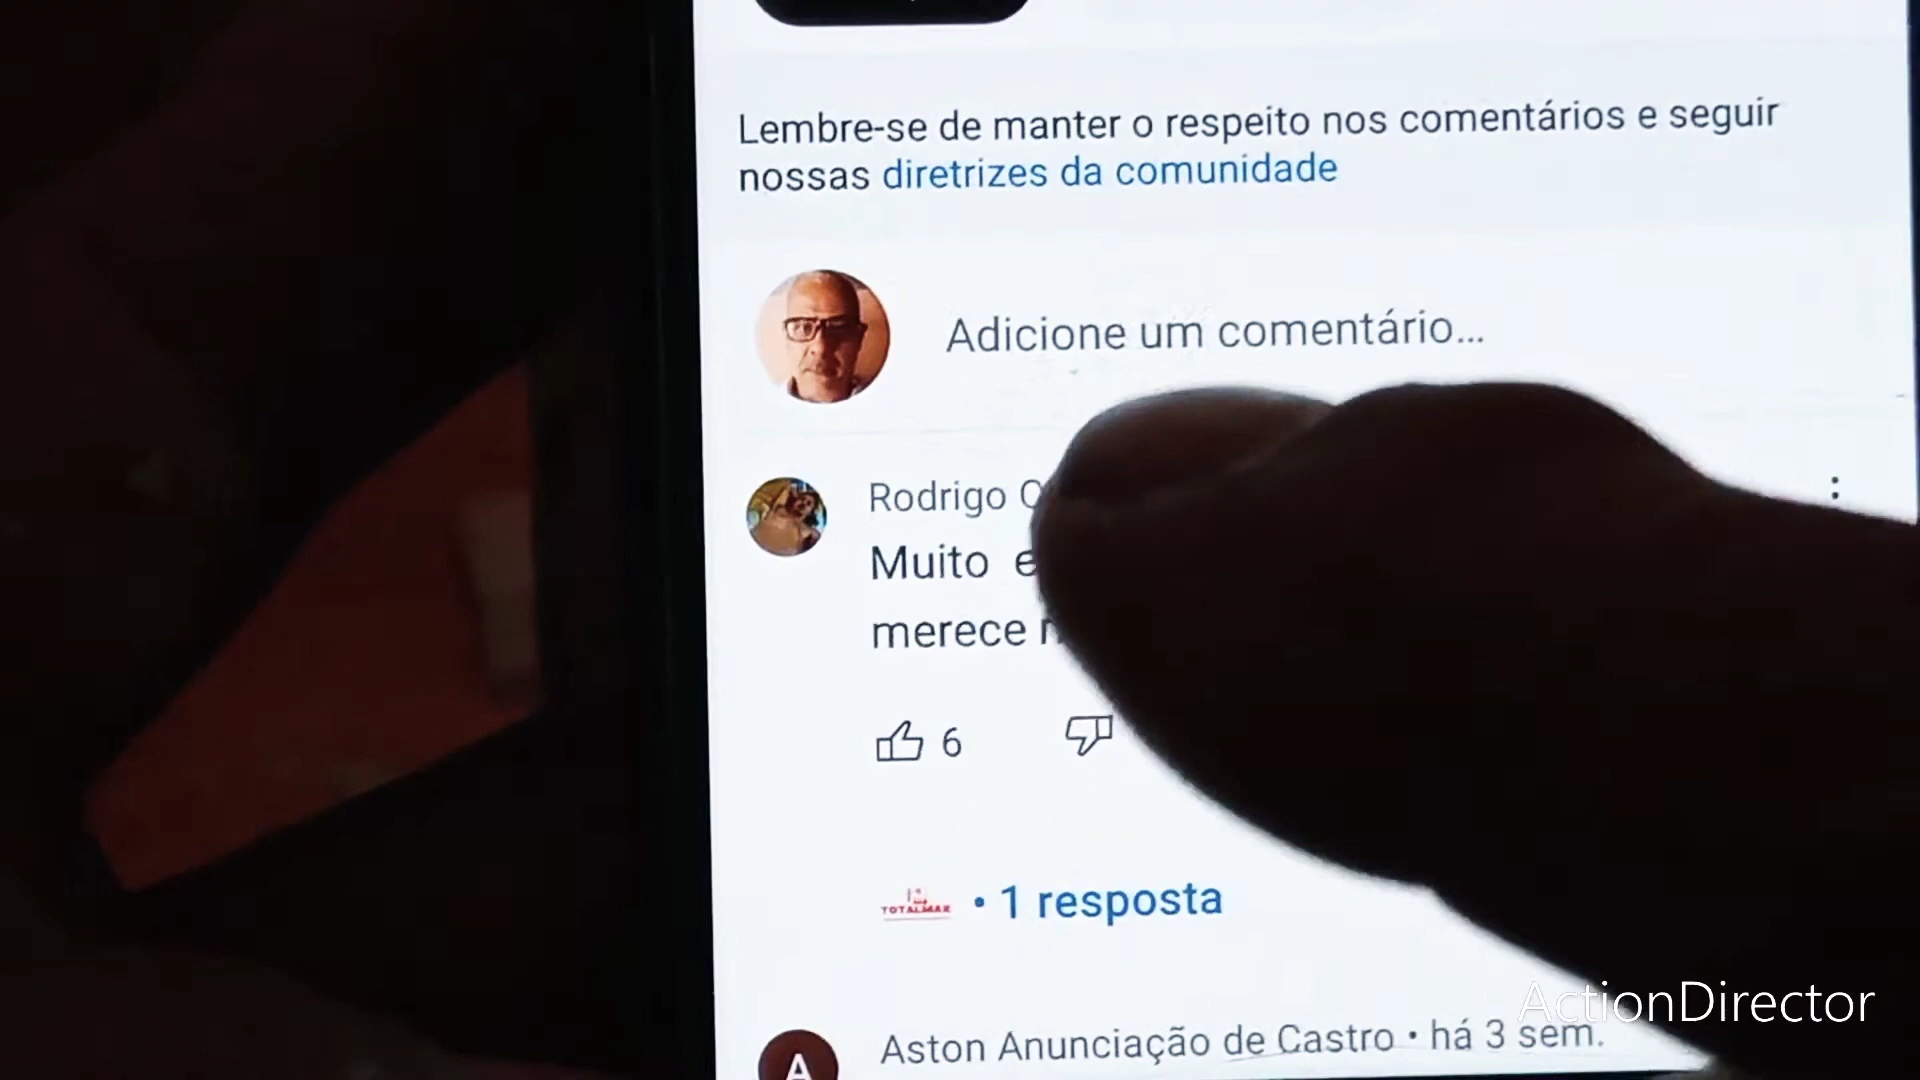 Lembre-se de manter o respeito nos comentários e seguir
nossas diretrizes da comunidade
Adicione um comentário...
Rodrigo
Muito
merece
6
TOTALMAX • 1 resposta
A
Aston Anunciação de Castro • há 3 sem.
ActionDirector